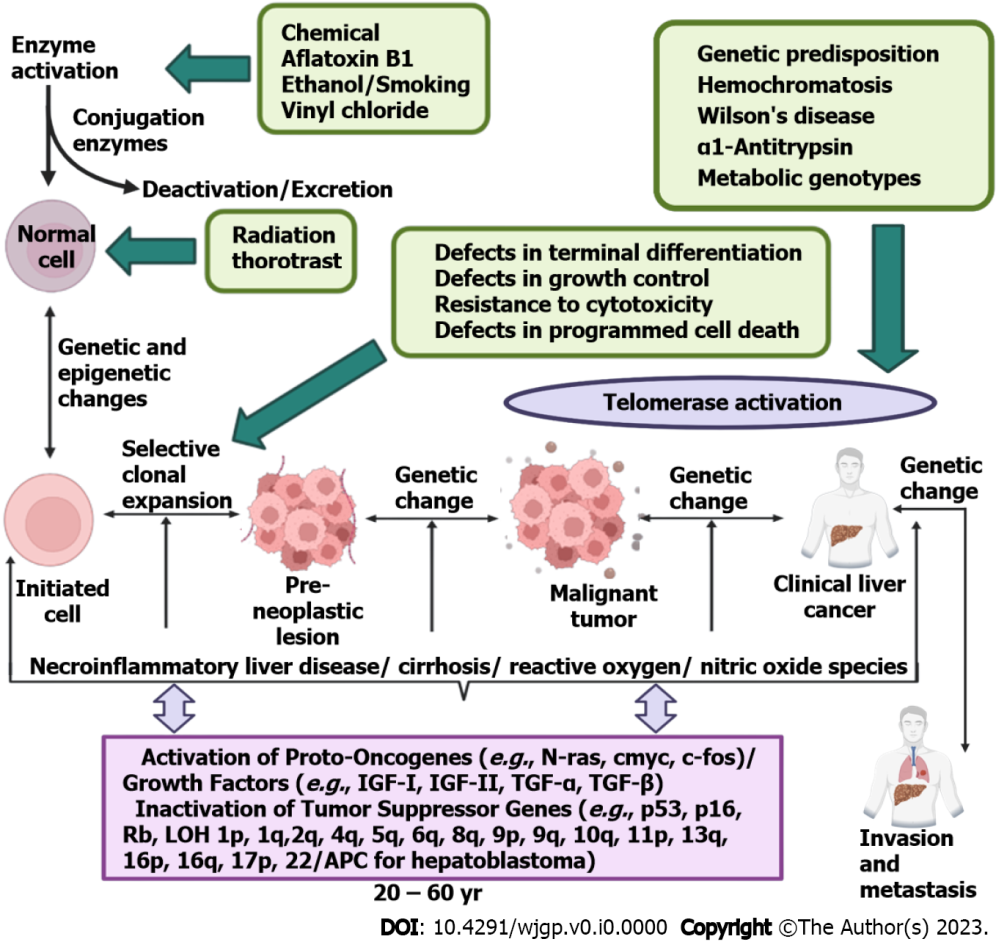 Enzyme
activation
Chemical
Aflatoxin B1
Ethanol/Smoking
Vinyl chloride
Genetic predisposition
Hemochromatosis
Wilson's disease
α1-Antitrypsin
Metabolic genotypes
Conjugation
enzymes
Deactivation/Excretion
Normal
cell
Radiation
thorotrast
Defects in terminal differentiation
Defects in growth control
Resistance to cytotoxicity
Defects in programmed cell death
Genetic and
epigenetic
changes
Telomerase activation
Selective
clonal
expansion
Genetic
change
Genetic
change
Genetic
change
Initiated
cell
Pre-
neoplastic
lesion
Malignant
tumor
Clinical liver
cancer
Necroinflammatory liver disease/ cirrhosis/ reactive oxygen/ nitric oxide species
Activation of Proto-Oncogenes (e.g., N-ras, cmyc, c-fos)/
Growth Factors (e.g., IGF-I, IGF-II, TGF-α, TGF-β)
Inactivation of Tumor Suppressor Genes (e.g., p53, p16,
Rb, LOH 1p, 1q,2q, 4q, 5q, 6q, 8q, 9p, 9q, 10q, 11p, 13q,
16p, 16q, 17p, 22/APC for hepatoblastoma)
Invasion
and
metastasis
20 – 60 yr
DOI: 10.4291/wjgp.v0.i0.0000 Copyright ©The Author(s) 2023.